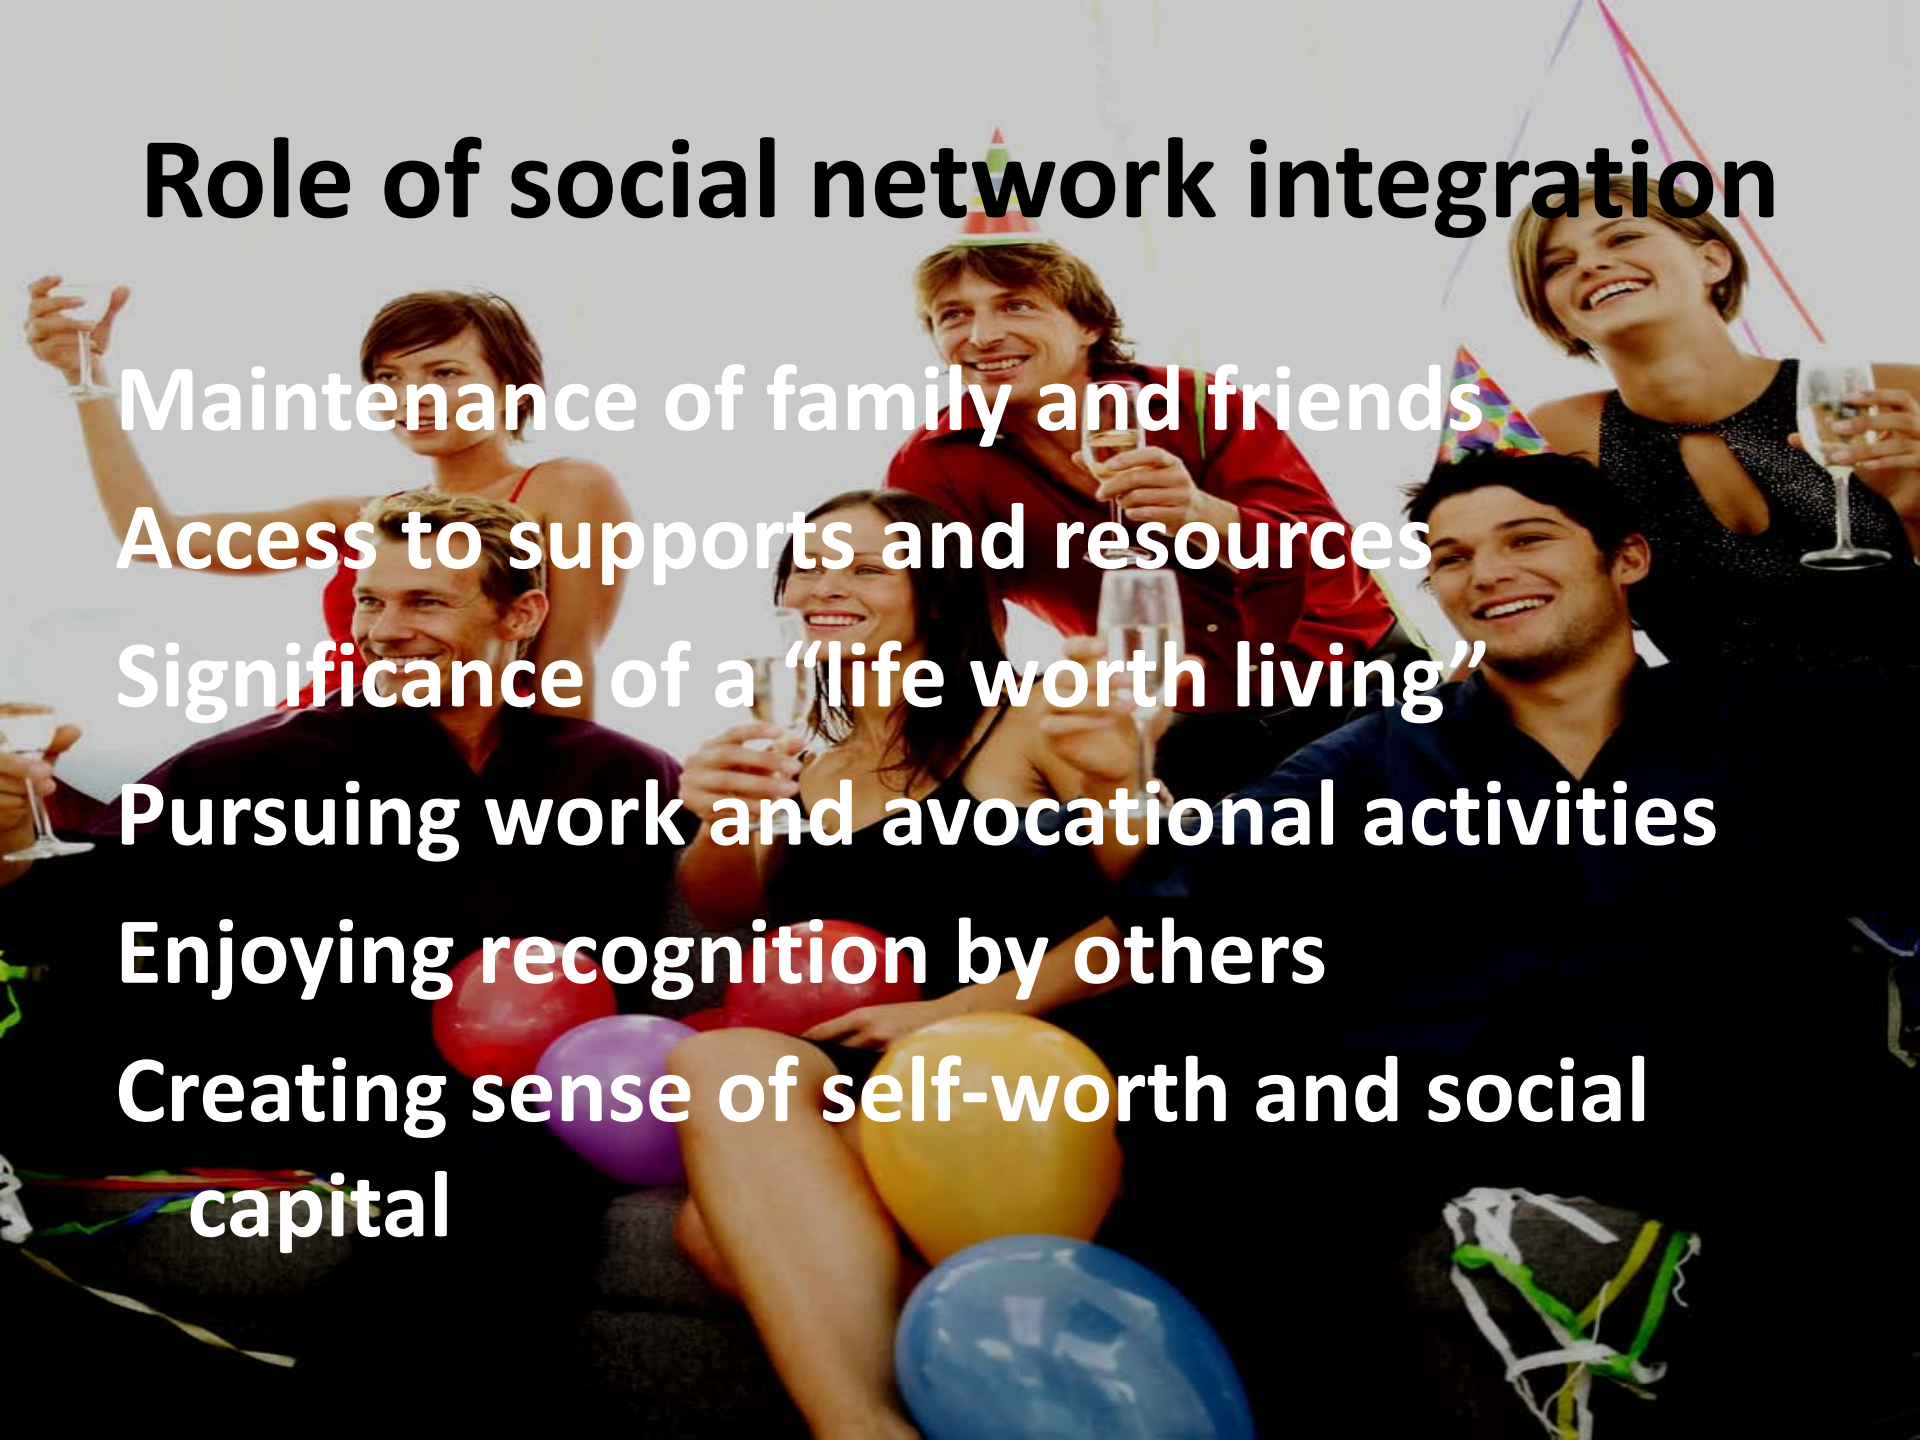 Role of social network integration
Maintenance of family and friends
Access to supports and resources
Significance of a “life worth living”
Pursuing work and avocational activities
Enjoying recognition by others
Creating sense of self-worth and social
capital